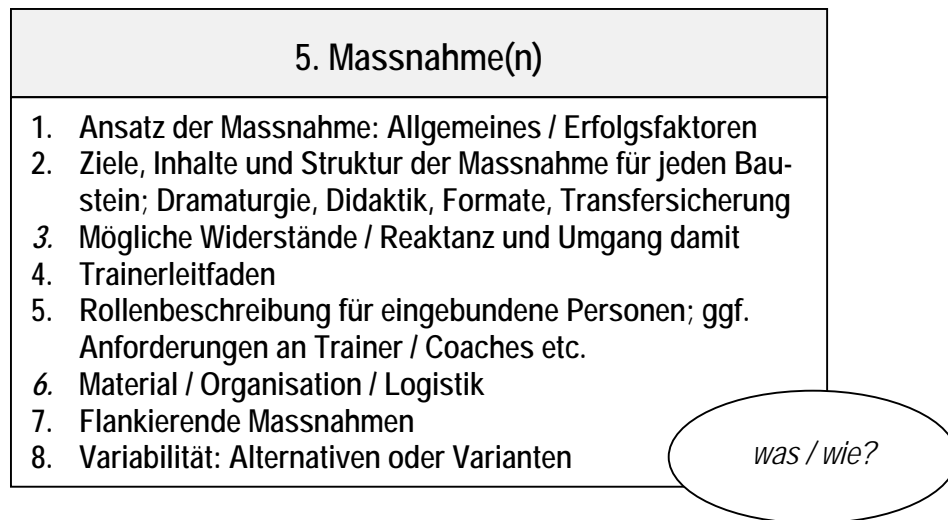 5. Massnahme(n)
1. Ansatz der Massnahme: Allgemeines / Erfolgsfaktoren
2. Ziele, Inhalte und Struktur der Massnahme für jeden Bau-
stein; Dramaturgie, Didaktik, Formate, Transfersicherung
3. Mögliche Widerstände / Reaktanz und Umgang damit
4. Trainerleitfaden
5. Rollenbeschreibung für eingebundene Personen; ggf.
Anforderungen an Trainer / Coaches etc.
6. Material / Organisation / Logistik
7. Flankierende Massnahmen
8. Variabilität: Alternativen oder Varianten
was / wie?